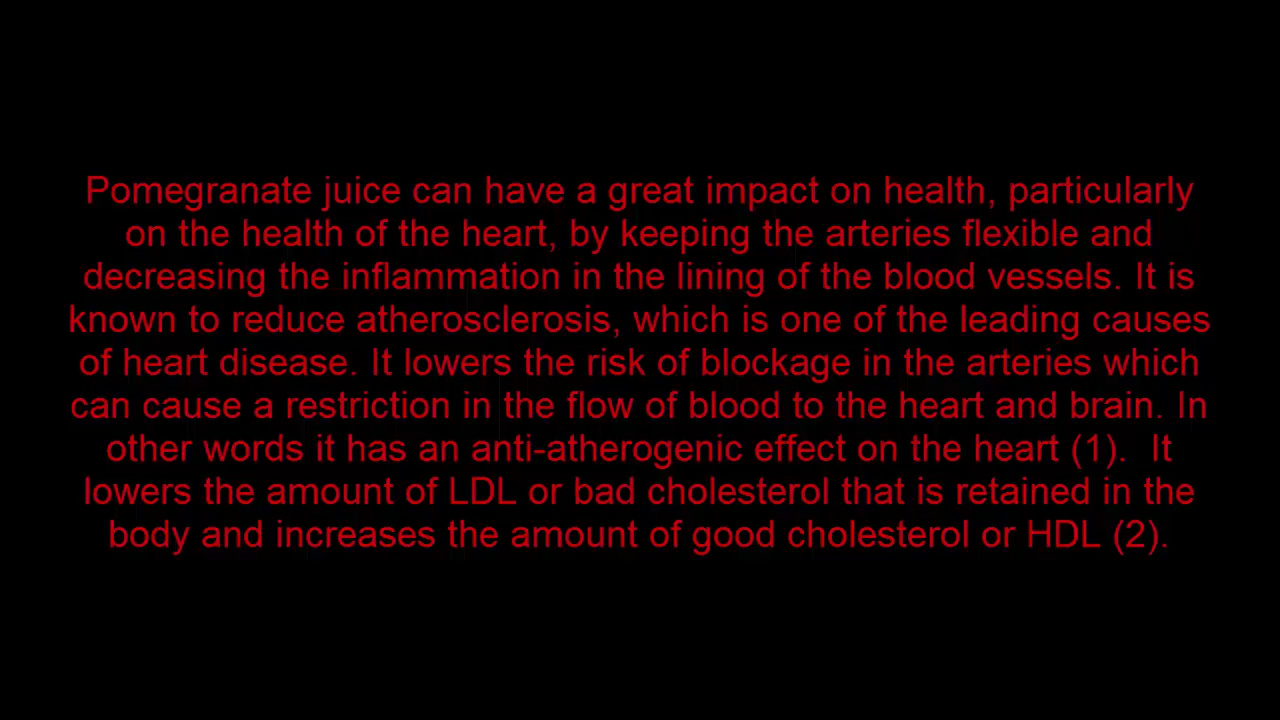 Pomegranate juice can have a great impact on health, particularly
on the health of the heart, by keeping the arteries flexible and
decreasing the inflammation in the lining of the blood vessels. It is
known to reduce atherosclerosis, which is one of the leading causes
of heart disease. It lowers the risk of blockage in the arteries which
can cause a restriction in the flow of blood to the heart and brain. In
other words it has an anti-atherogenic effect on the heart (1).  It
lowers the amount of LDL or bad cholesterol that is retained in the
body and increases the amount of good cholesterol or HDL (2).